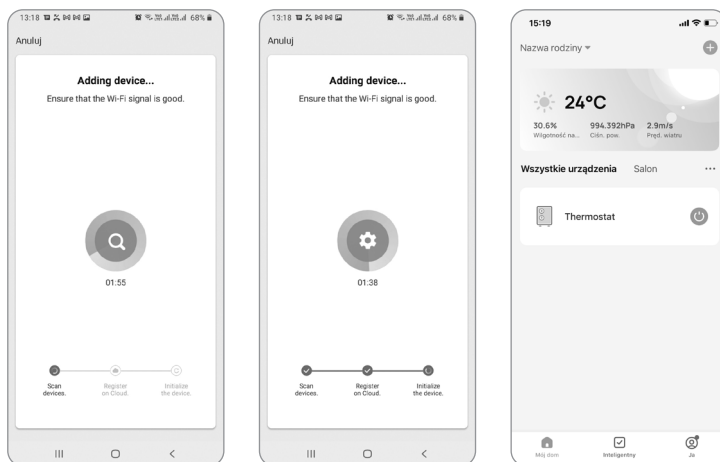 13:18
68%
Anuluj
Adding device...
Ensure that the Wi-Fi signal is good.
01:55
Scan
devices.
Register
on Cloud.
Initialize
the device.
13:18
68%
Anuluj
Adding device...
Ensure that the Wi-Fi signal is good.
01:38
Scan
devices.
Register
on Cloud.
Initialize
the device.
15:19
Nazwa rodziny
24°C
30.6% 994.392hPa 2.9m/s
Wilgotność na... Ciśn. pow. Pręd. wiatru
Wszystkie urządzenia Salon
Thermostat
Mój dom Inteligentny Ja